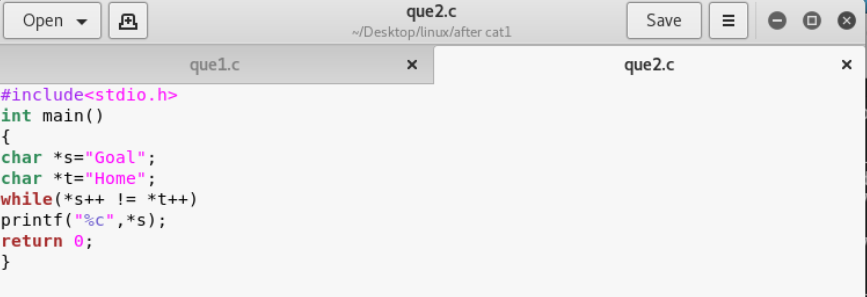 que2.c
Open
~/Desktop/linux/after cat1
Save
que1.c
que2.c
#include<stdio.h>
int main()
{
char *s="Goal";
char *t="Home";
while(*s++ != *t++)
printf("%c",*s);
return 0;
}